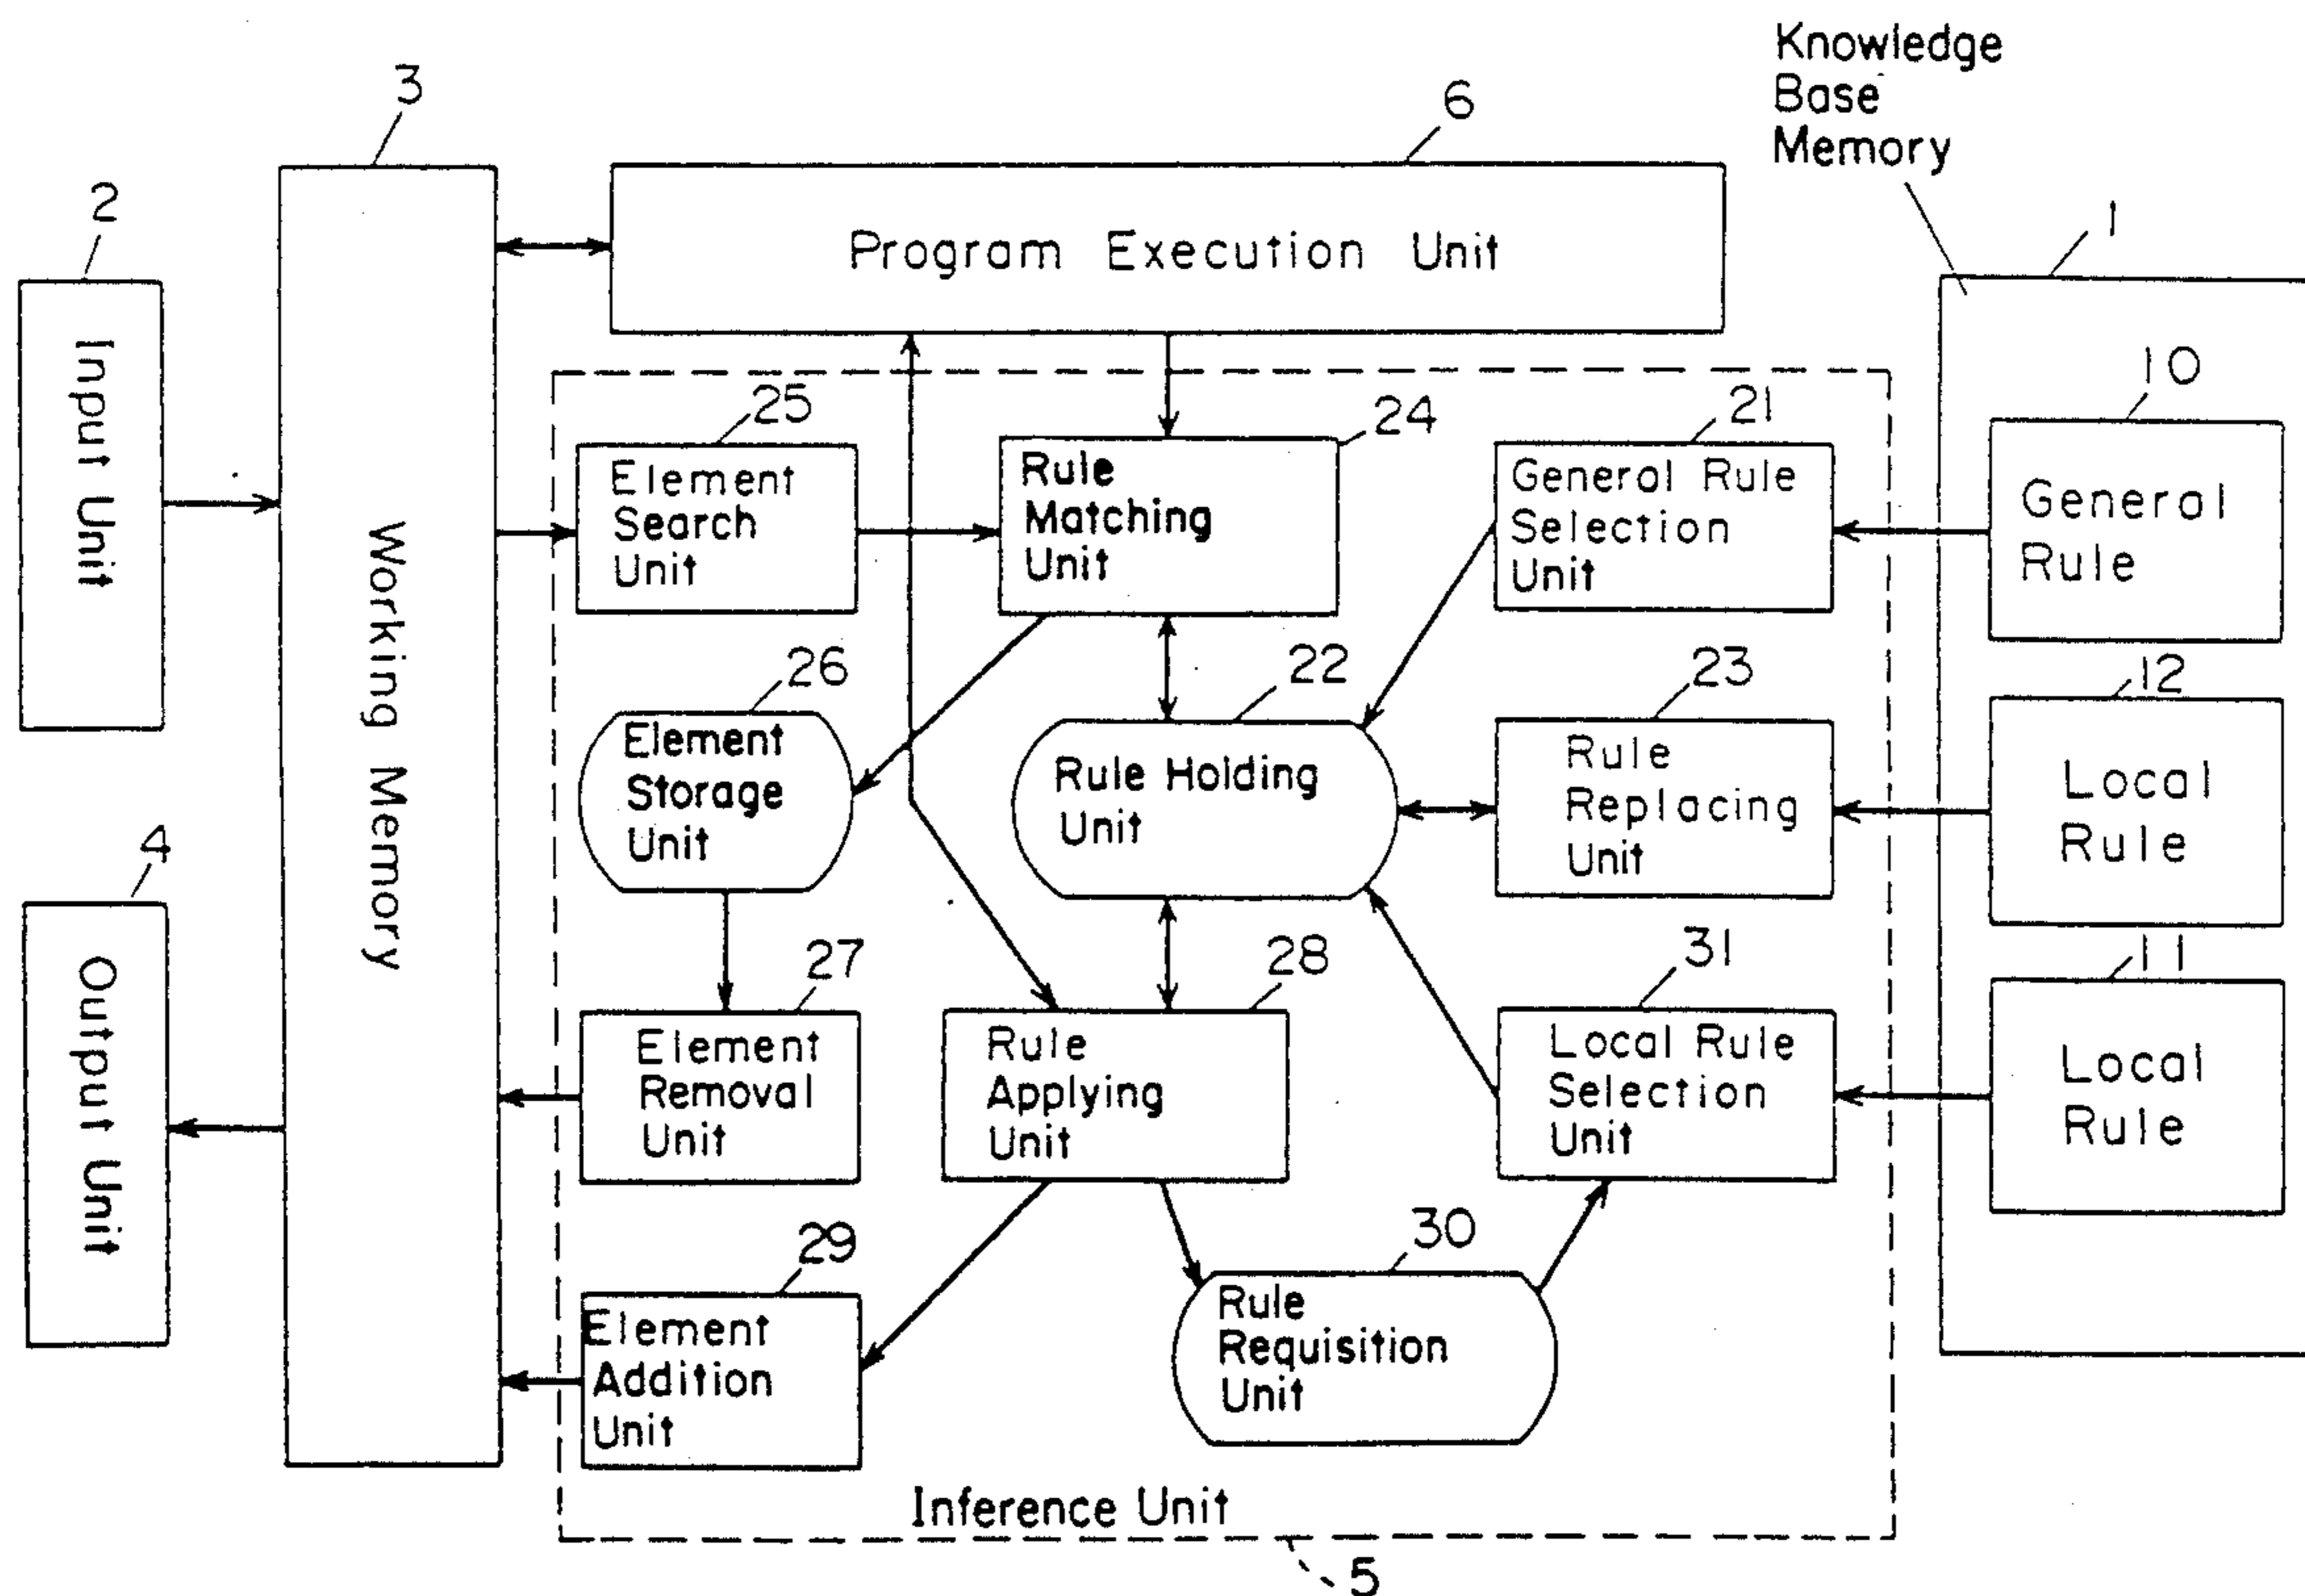 Knowledge
Base
Memory
3
6
2
1
Program Execution Unit
Input Unit
10
25
24
21
Element
Search
Unit
Rule
Matching
Unit
General Rule
Selection
Unit
General
Rule
Working Memory
26
22
23
12
Element
Storage
Unit
Rule Holding
Unit
Rule
Replacing
Unit
Local
Rule
4
27
28
31
11
Output Unit
Element
Removal
Unit
Rule
Applying
Unit
Local Rule
Selection
Unit
Local
Rule
29
30
Element
Addition
Unit
Rule
Requisition
Unit
Inference Unit
5